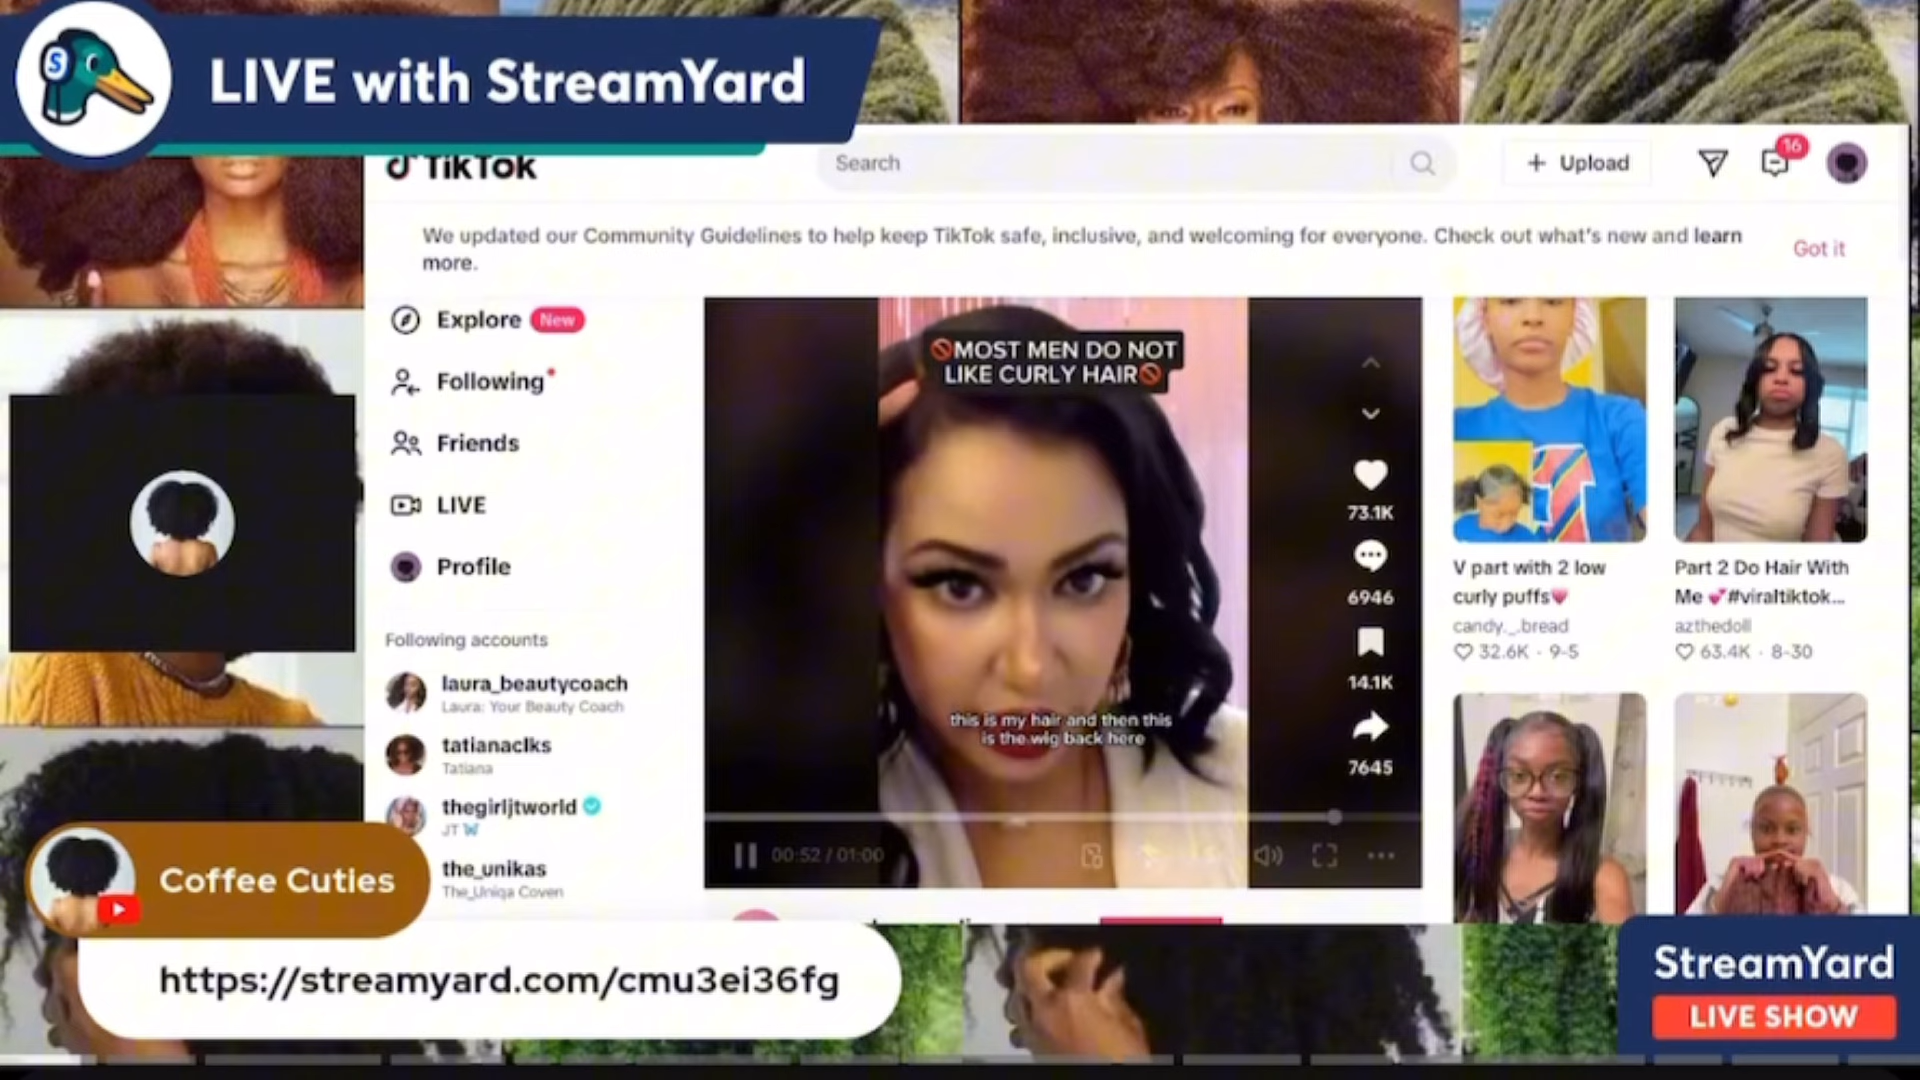 S
LIVE with StreamYard
TikTok
Search
+ Upload
16
We updated our Community Guidelines to help keep TikTok safe, inclusive, and welcoming for everyone. Check out what's new and learn
more.
Got it
Explore New
Following
Friends
LIVE
Profile
Following accounts
laura_beautycoach
Laura: Your Beauty Coach
tatianaclks
Tatiana
thegirljtworld
JT
the_unikas
The_Uniqa Coven
🚫MOST MEN DO NOT
LIKE CURLY HAIR🚫
this is my hair and then this
is the wig back here
73.1K
6946
14.1K
7645
00:52 / 01:00
V part with 2 low
curly puffs💗
candy._.bread
32.6K · 9-5
Part 2 Do Hair With
Me 💕#viraltiktok...
azthedoll
63.4K · 8-30
Coffee Cuties
https://streamyard.com/cmu3ei36fg
StreamYard
LIVE SHOW